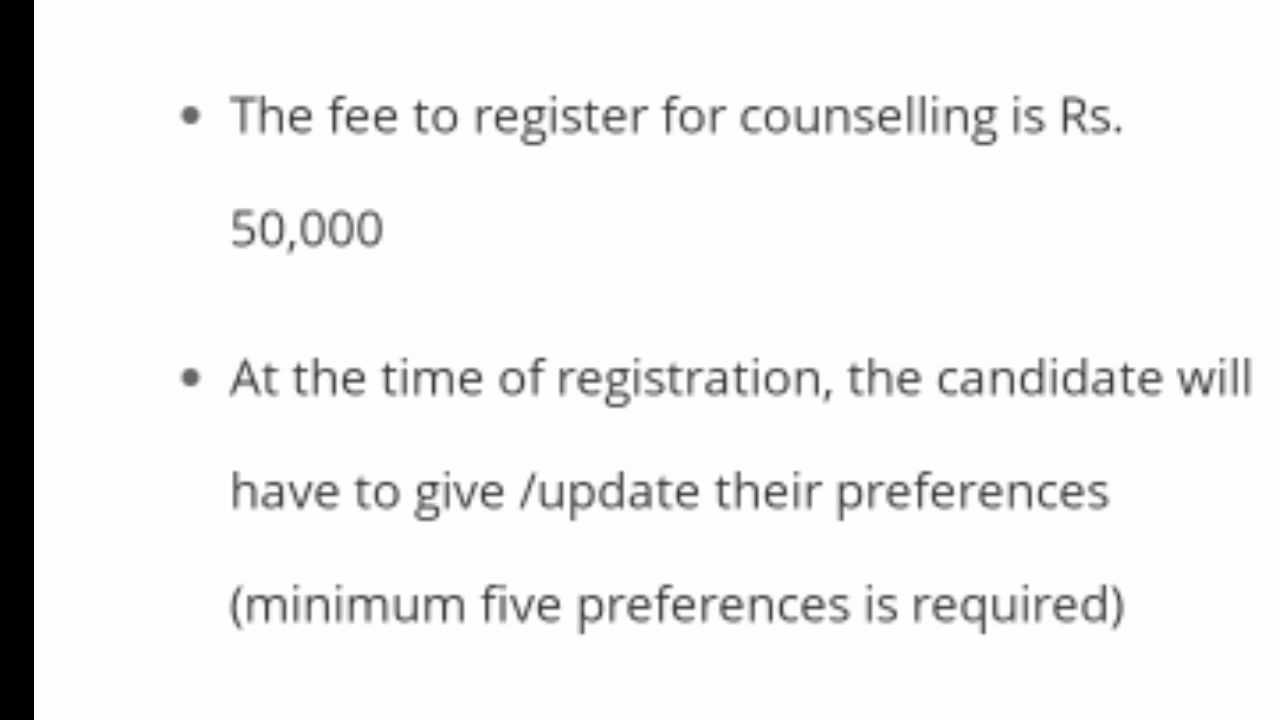 • The fee to register for counselling is Rs.
50,000
• At the time of registration, the candidate will
have to give /update their preferences
(minimum five preferences is required)